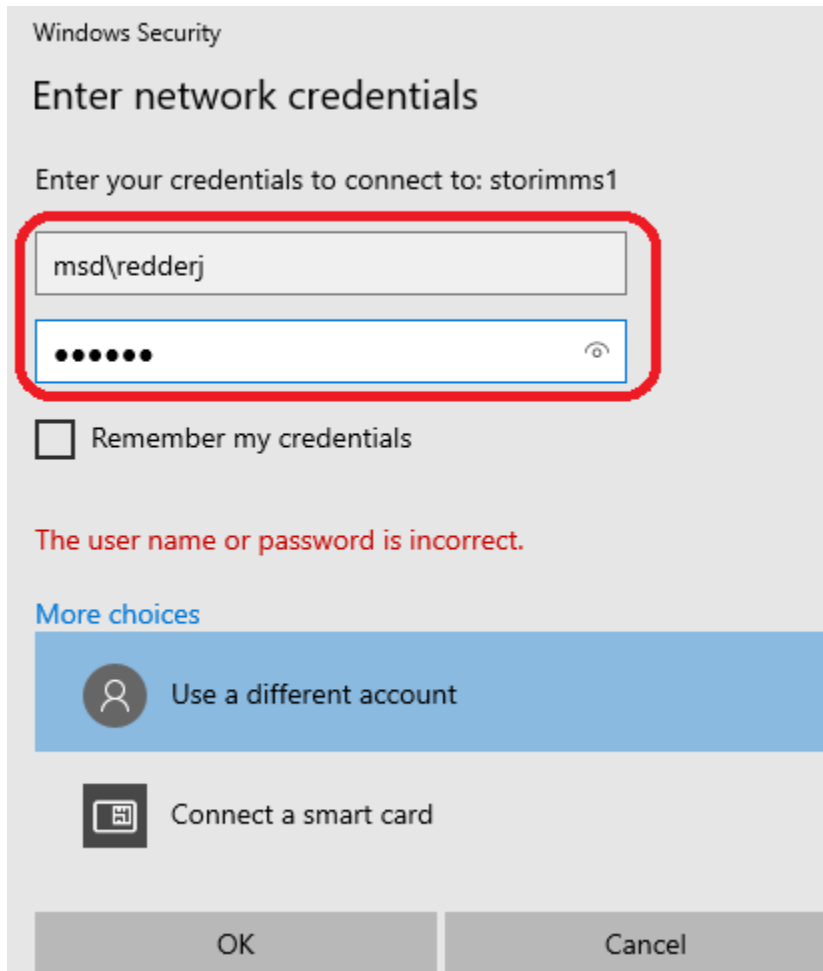 Windows Security
Enter network credentials
Enter your credentials to connect to: storimms1
msd\redderj
●●●●●●
Remember my credentials
The user name or password is incorrect.
More choices
Use a different account
Connect a smart card
OK Cancel